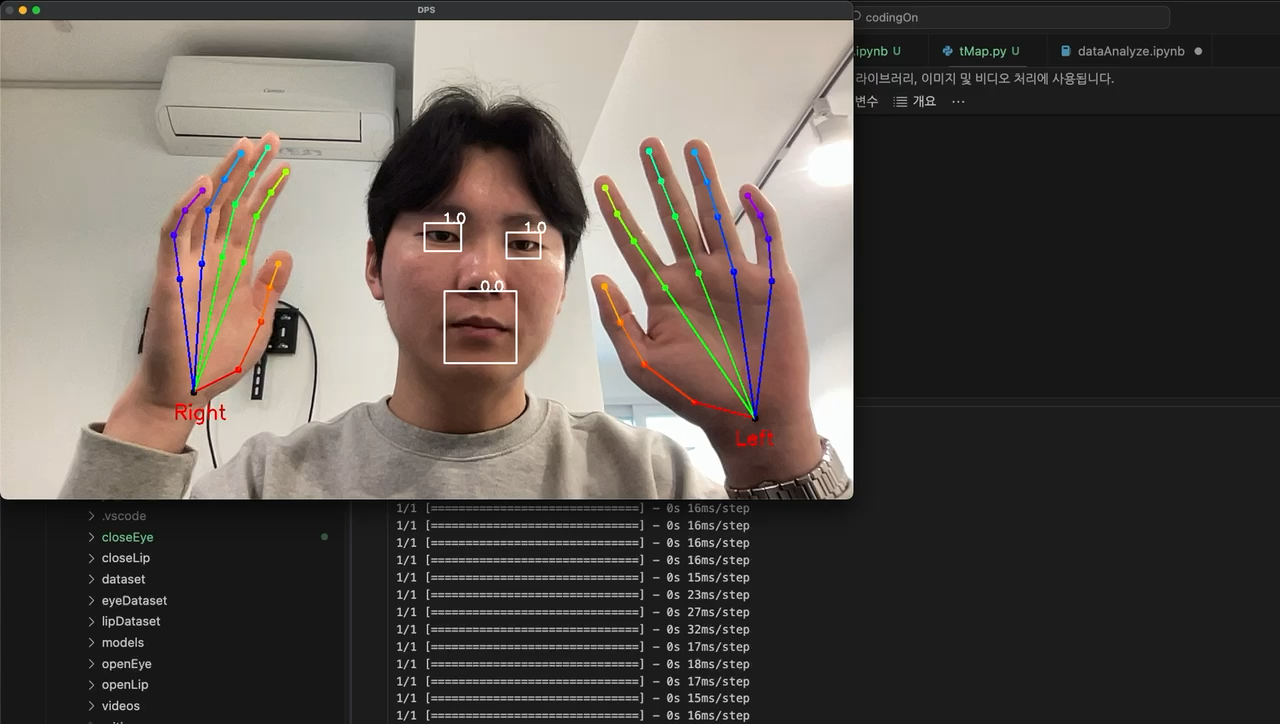 DPS
codingOn
.ipynb U
tMap.py U
dataAnalyze.ipynb
라이브러리, 이미지 및 비디오 처리에 사용됩니다.
변수
개요
...
1.0
1.0
0.0
Right
Left
.vscode
closeEye
closeLip
dataset
eyeDataset
lipDataset
models
openEye
openLip
videos
1/1 [==============================] - 0s 16ms/step
1/1 [==============================] - 0s 16ms/step
1/1 [==============================] - 0s 16ms/step
1/1 [==============================] - 0s 16ms/step
1/1 [==============================] - 0s 15ms/step
1/1 [==============================] - 0s 23ms/step
1/1 [==============================] - 0s 27ms/step
1/1 [==============================] - 0s 32ms/step
1/1 [==============================] - 0s 17ms/step
1/1 [==============================] - 0s 18ms/step
1/1 [==============================] - 0s 17ms/step
1/1 [==============================] - 0s 15ms/step
1/1 [==============================] - 0s 16ms/step